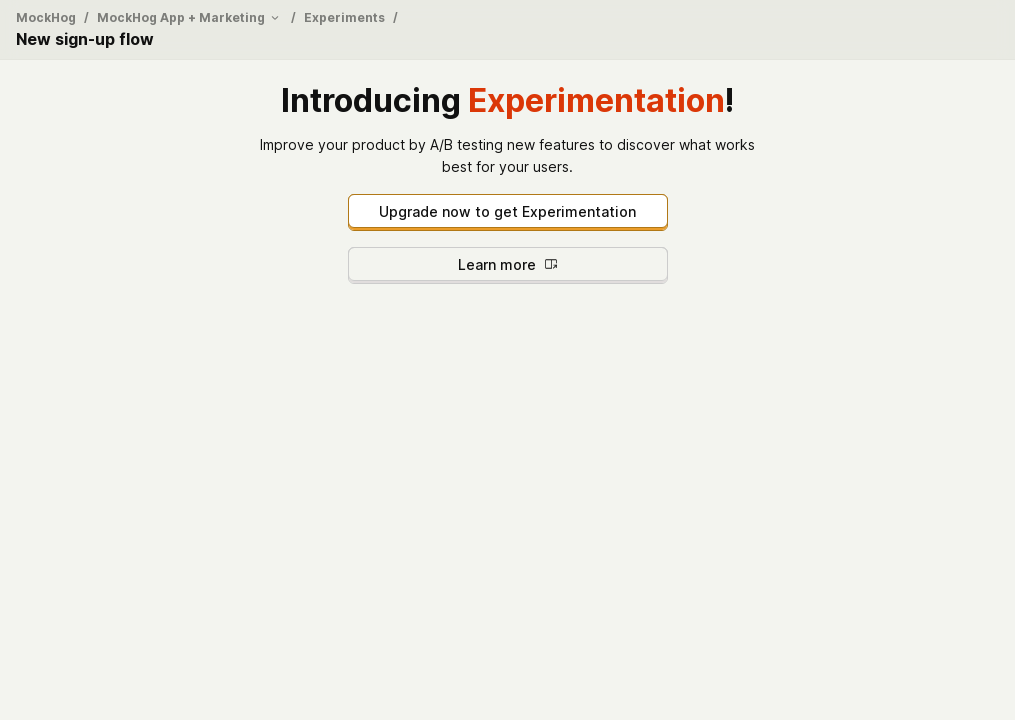 MockHog / MockHog App + Marketing / Experiments /
New sign-up flow
Introducing Experimentation!
Improve your product by A/B testing new features to discover what works
best for your users.
Upgrade now to get Experimentation
Learn more